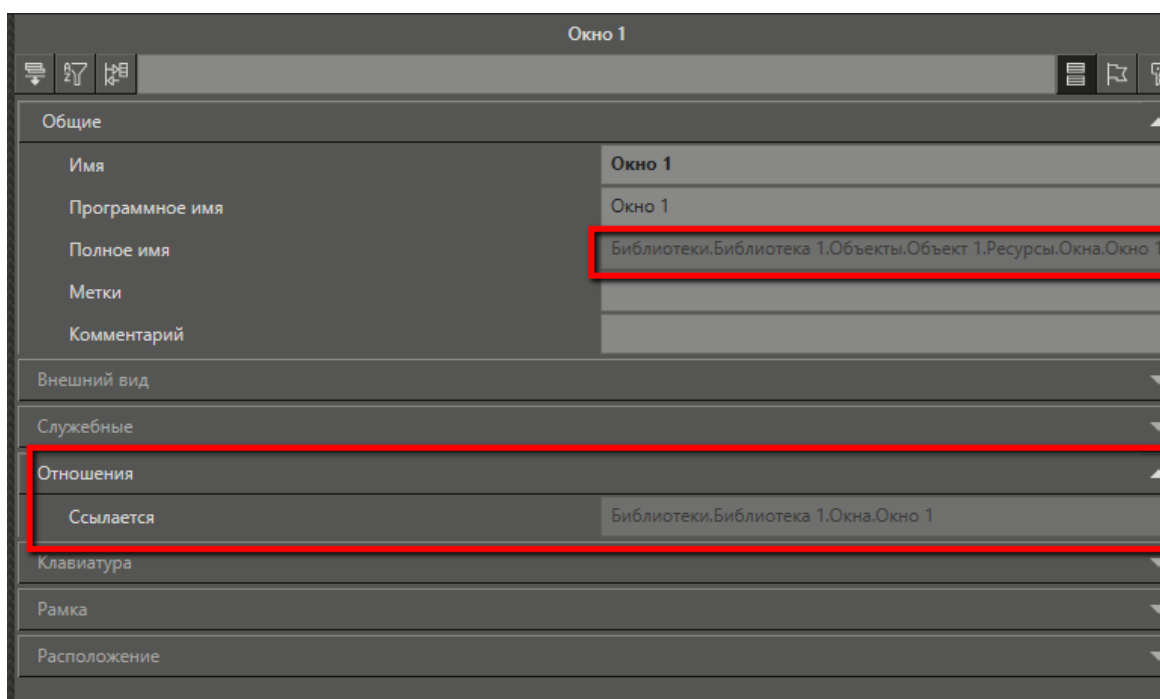 Окно 1
Общие
Имя Окно 1
Программное имя Окно 1
Полное имя Библиотеки.Библиотека 1.Объекты.Объект 1.Ресурсы.Окна.Окно 1
Метки
Комментарий
Внешний вид
Служебные
Отношения
Ссылается Библиотеки.Библиотека 1.Окна.Окно 1
Клавиатура
Рамка
Расположение